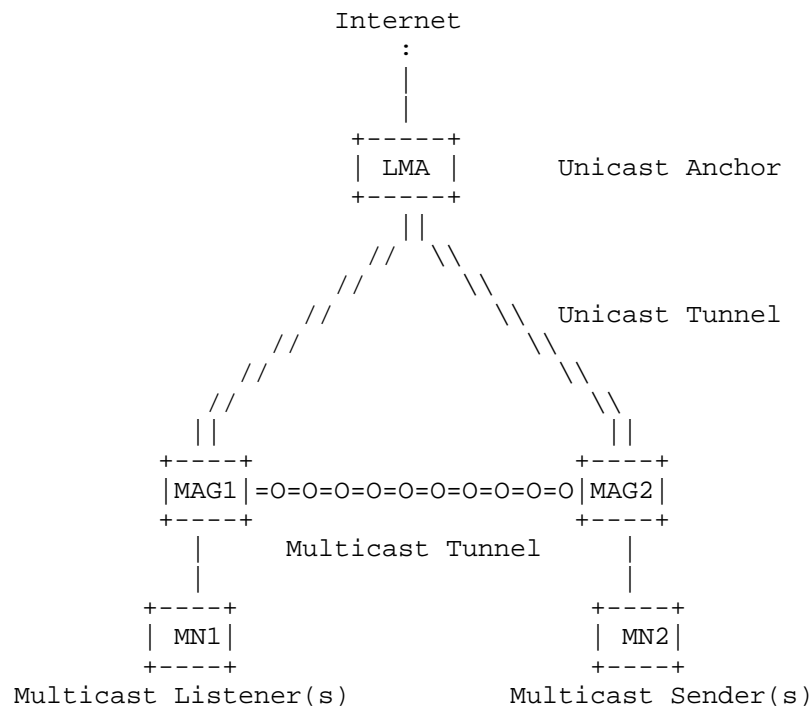 Internet
LMA
Unicast Anchor
Unicast Tunnel
MAG1 =O=O=O=O=O=O=O=O=O=O MAG2
Multicast Tunnel
MN1 MN2
Multicast Listener(s) Multicast Sender(s)